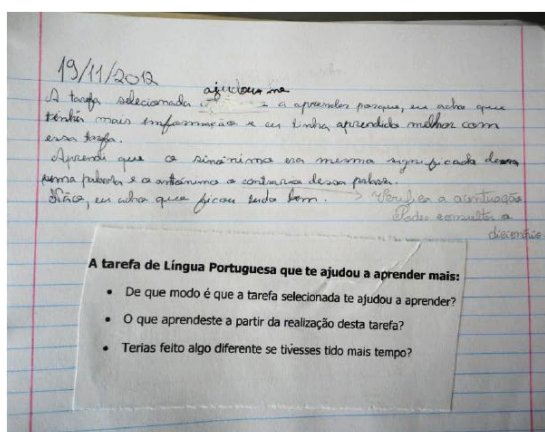 19/11/2012
ajudou me
A tarefa selecionada a aprender porque, eu acho que
tinha mais informação e eu tinha aprendido melhor com
essa tarefa.
Aprendi que o sinónimo era mesma significado
uma palavra e o antónimo o contrario dessa palavra.
Não, eu acho que ficou tudo bem. Verifica a acentuação
Podes consultar o
dicionário
A tarefa de Língua Portuguesa que te ajudou a aprender mais:
• De que modo é que a tarefa selecionada te ajudou a aprender?
• O que aprendeste a partir da realização desta tarefa?
• Terias feito algo diferente se tivesses tido mais tempo?